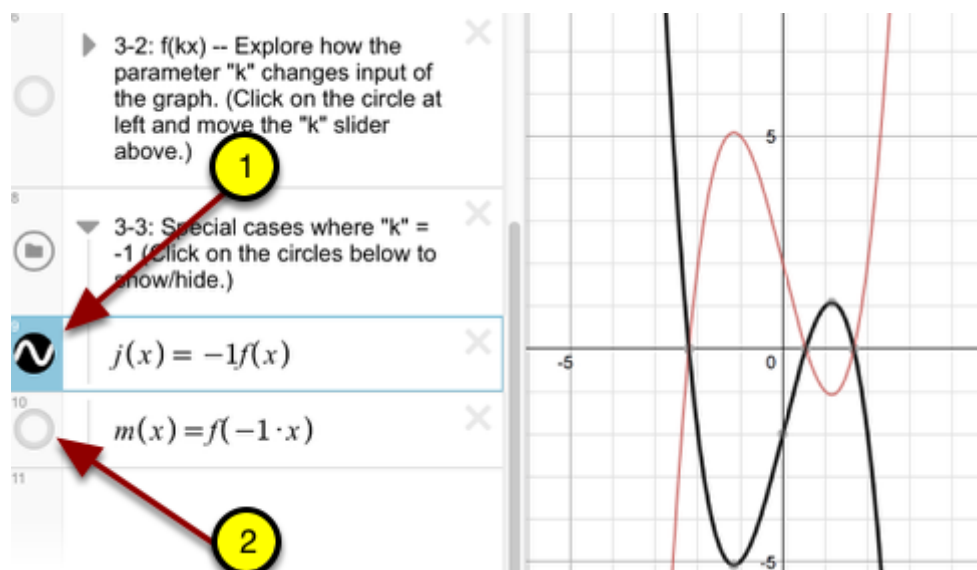 3-2: f(kx) -- Explore how the
parameter "k" changes input of
the graph. (Click on the circle at
left and move the "k" slider
above.)
1
8
3-3: Special cases where "k" =
-1 (Click on the circles below to
show/hide.)
9
j(x) = −1f(x)
10
m(x) = f(−1 · x)
11
2
5
-5
0
-5